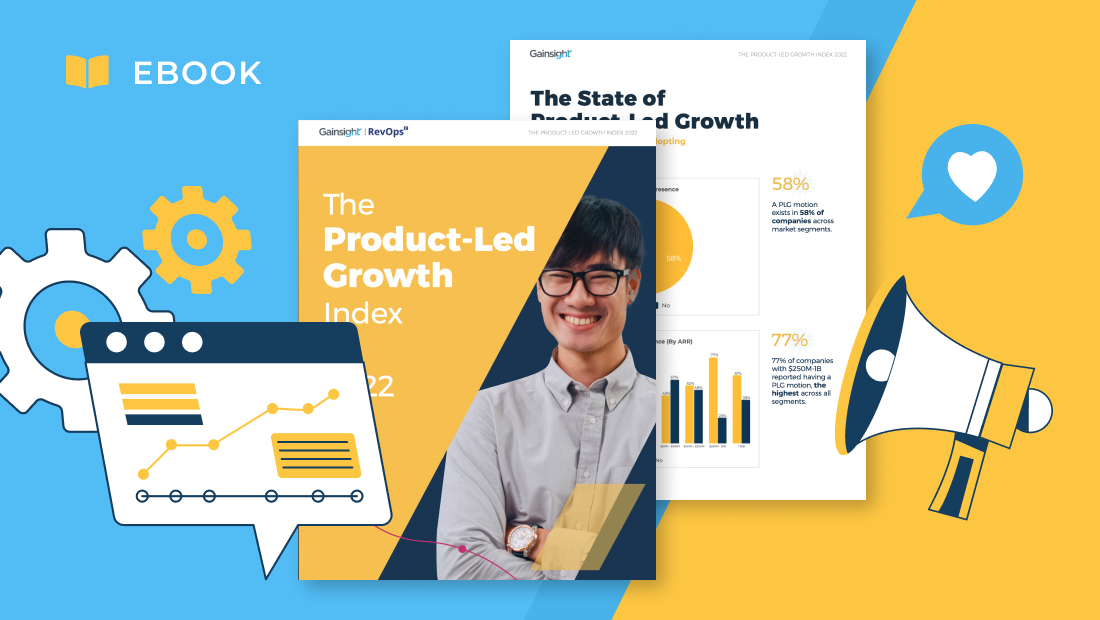 EBOOK
Gainsight
THE PRODUCT-LED GROWTH INDEX 2022
The State of
Product-Led Growth
opting
resence
58%
No
58%
A PLG motion
exists in 58% of
companies across
market segments.
nce (By ARR)
77%
No
77%
77% of companies
with $250M-1B
reported having a
PLG motion, the
highest across all
segments.
Gainsight | RevOps
THE PRODUCT-LED GROWTH INDEX 2022
The
Product-Led
Growth
Index
22